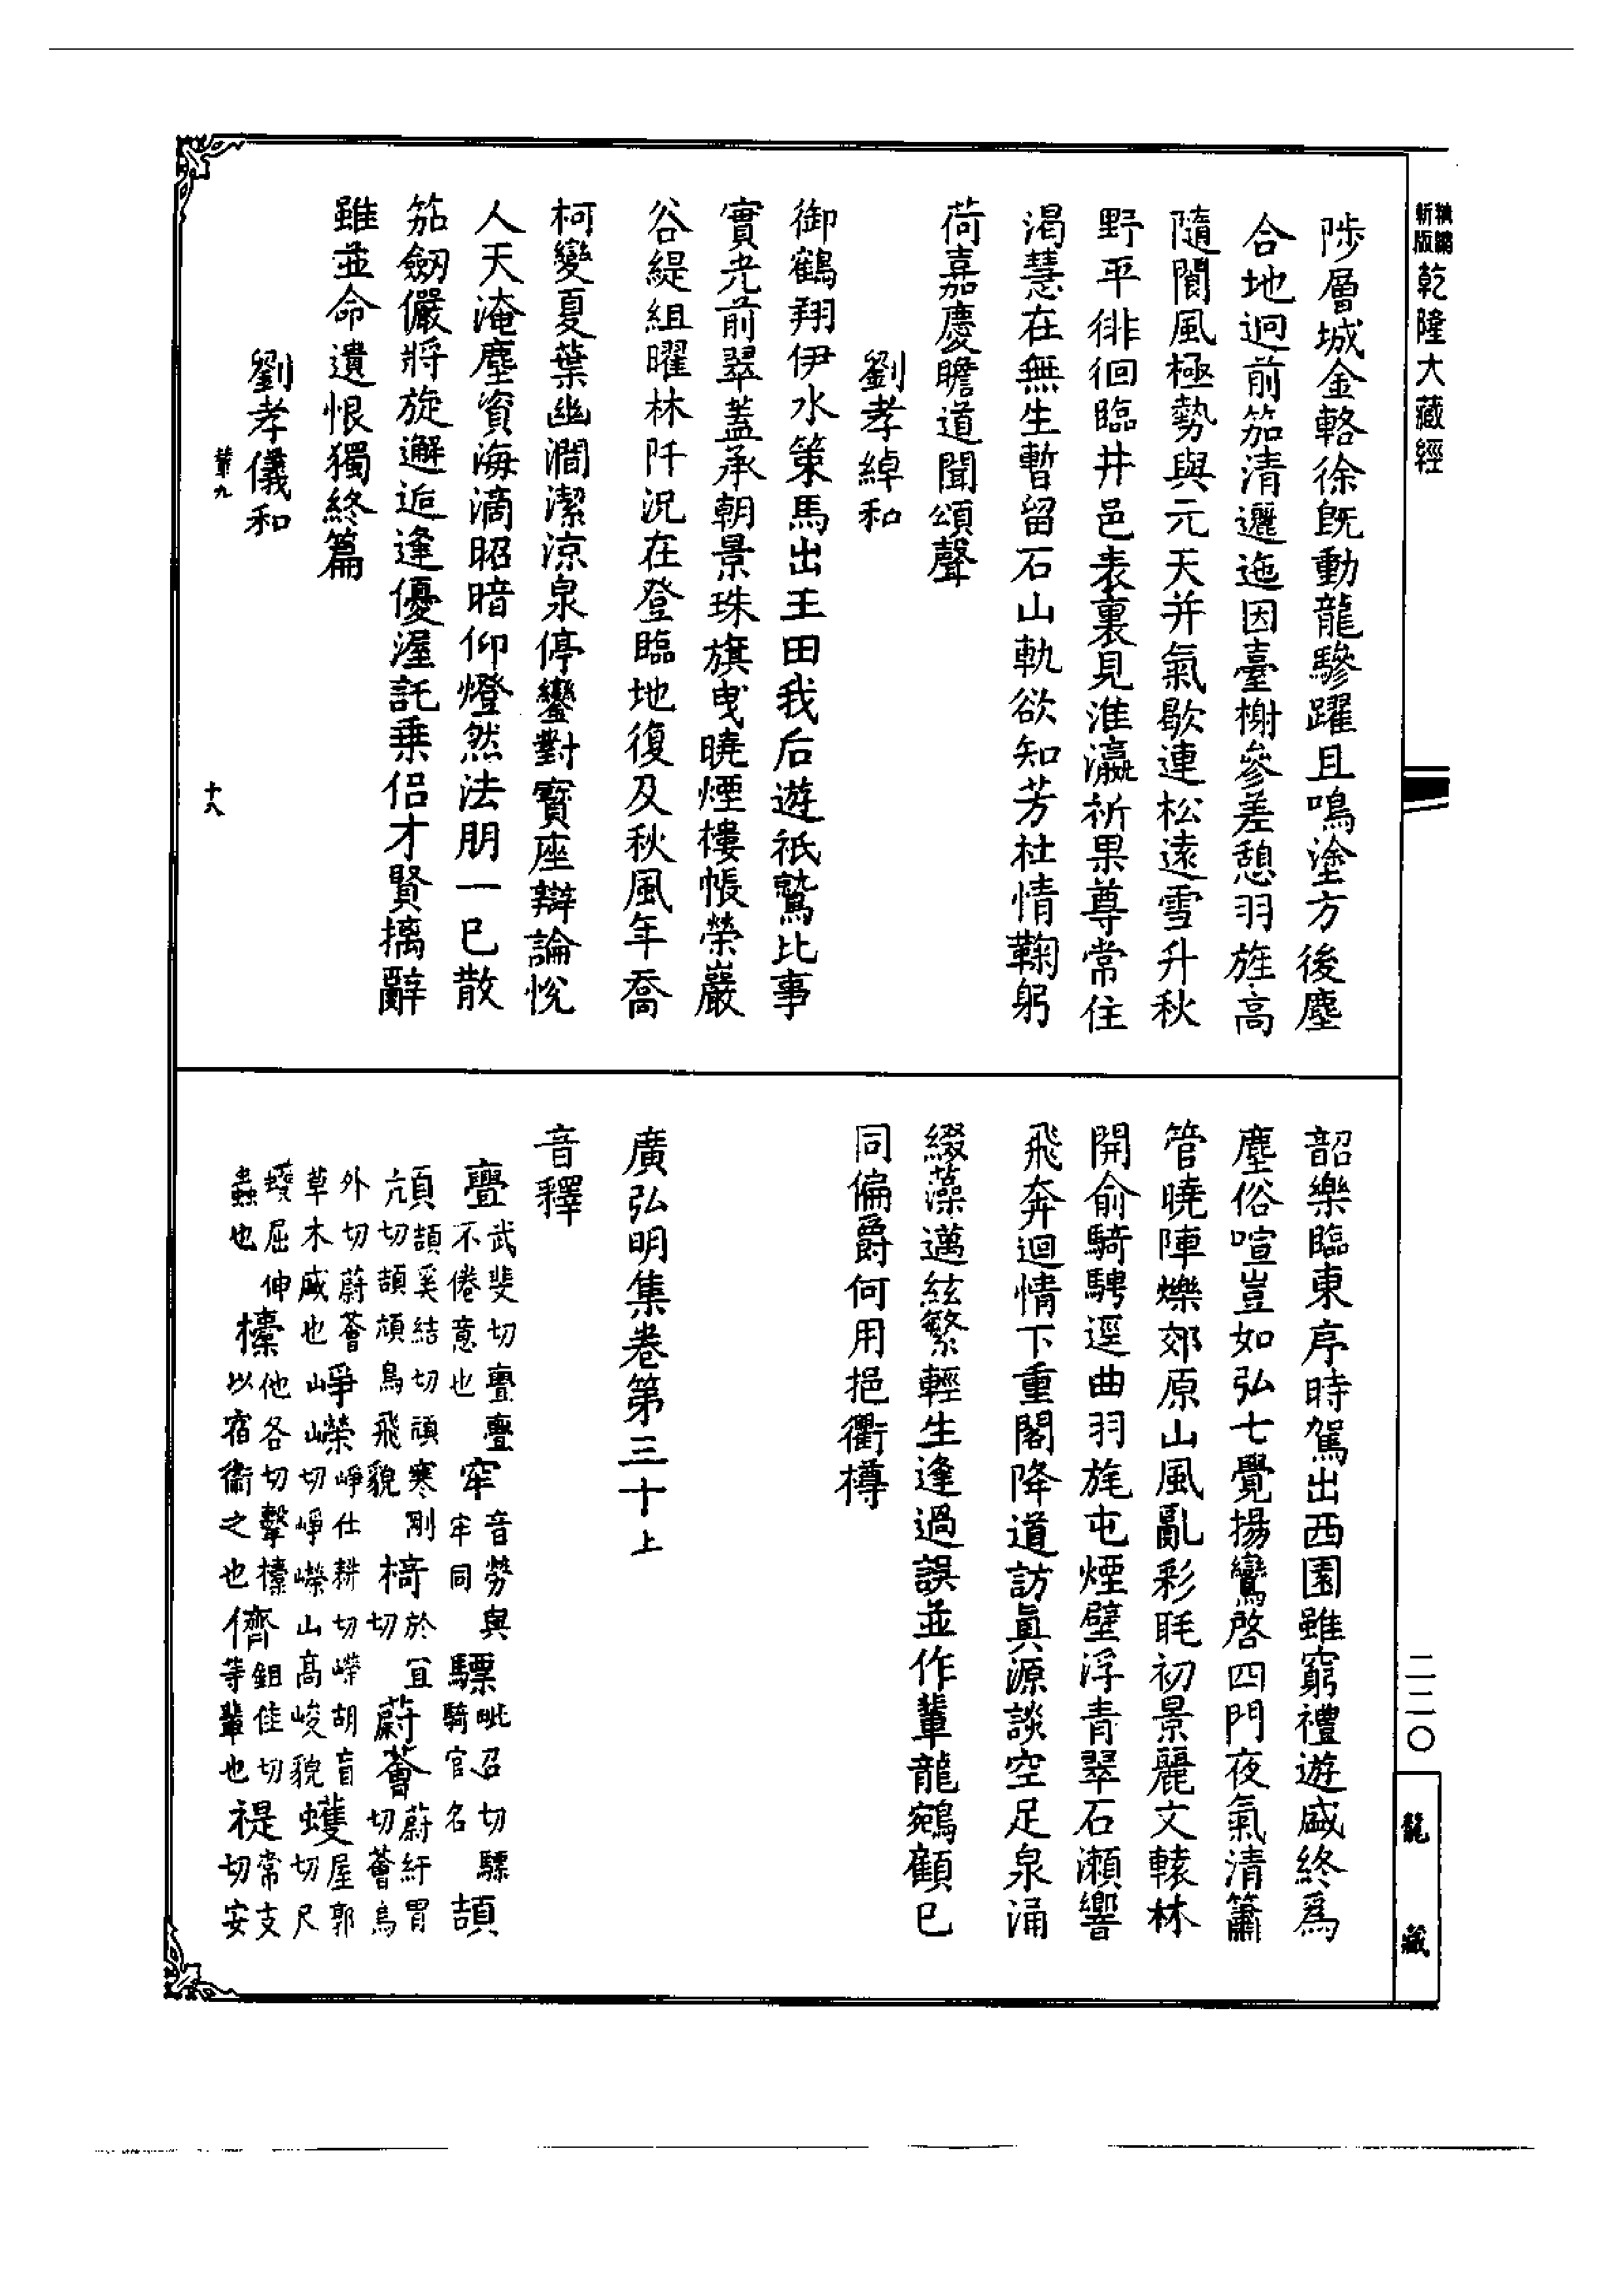 精編新版乾隆大藏經
陟層城金輅徐既動龍驂躍且鳴塗方後塵
合地迥前笳清邐迤因臺榭參差憩羽旌高
隨閬風極勢與元天并氣歇連松遠雪升秋
野平徘徊臨井邑表裏見淮瀛祈果尊常住
渴慧在無生暫留石山軌欲知芳杜情鞠躬
荷嘉慶瞻道聞頌聲
劉孝綽和
御鶴翔伊水策馬出王田我后遊祇鷲比事
實光前翠蓋承朝景珠旗曳曉煙樓帳榮巖
谷緹組曜林阡況在登臨地復及秋風年喬
柯變夏葉幽澗潔涼泉停鑾對寶座辯論悅
人天淹塵資海滴昭暗仰燈然法朋一已散
笳劒儼將旋邂逅逢優渥託乗侶才賢摛辭
雖並命遺恨獨終篇
劉孝儀和
韶樂臨東序時駕出西園雖窮禮遊盛終爲
塵俗喧豈如弘七覺揚鸞啓四門夜氣清簫
管曉陣爍郊原山風亂彩眊初景麗文轅林
開俞騎騁逕曲羽旄屯煙壁浮青翠石瀨響
飛奔迴情下重閣降道訪真源談空足泉涌
綴藻邁絃繁輕生逢過誤並作輩龍鵷顧已
同偏爵何用挹衢樽
廣弘明集卷第三十上
音釋
亹武斐切亹亹不倦意也 窂音勞與牢同 驃毗召切驃騎官名 頡
頏頡奚結切頏寒剛亢切頡頏鳥飛貌 椅於宜切 蔚薈蔚紆胃切薈烏
外切蔚薈草木盛也 崢嶸崢仕耕切嶸胡盲切崢嶸山高峻貌 蠖屋郭切尺
蠖屈伸蟲也 㯓他各切擊㯓以宿衞之也 儕鉏佳切等輩也 禔常支切安
二二〇
龍藏